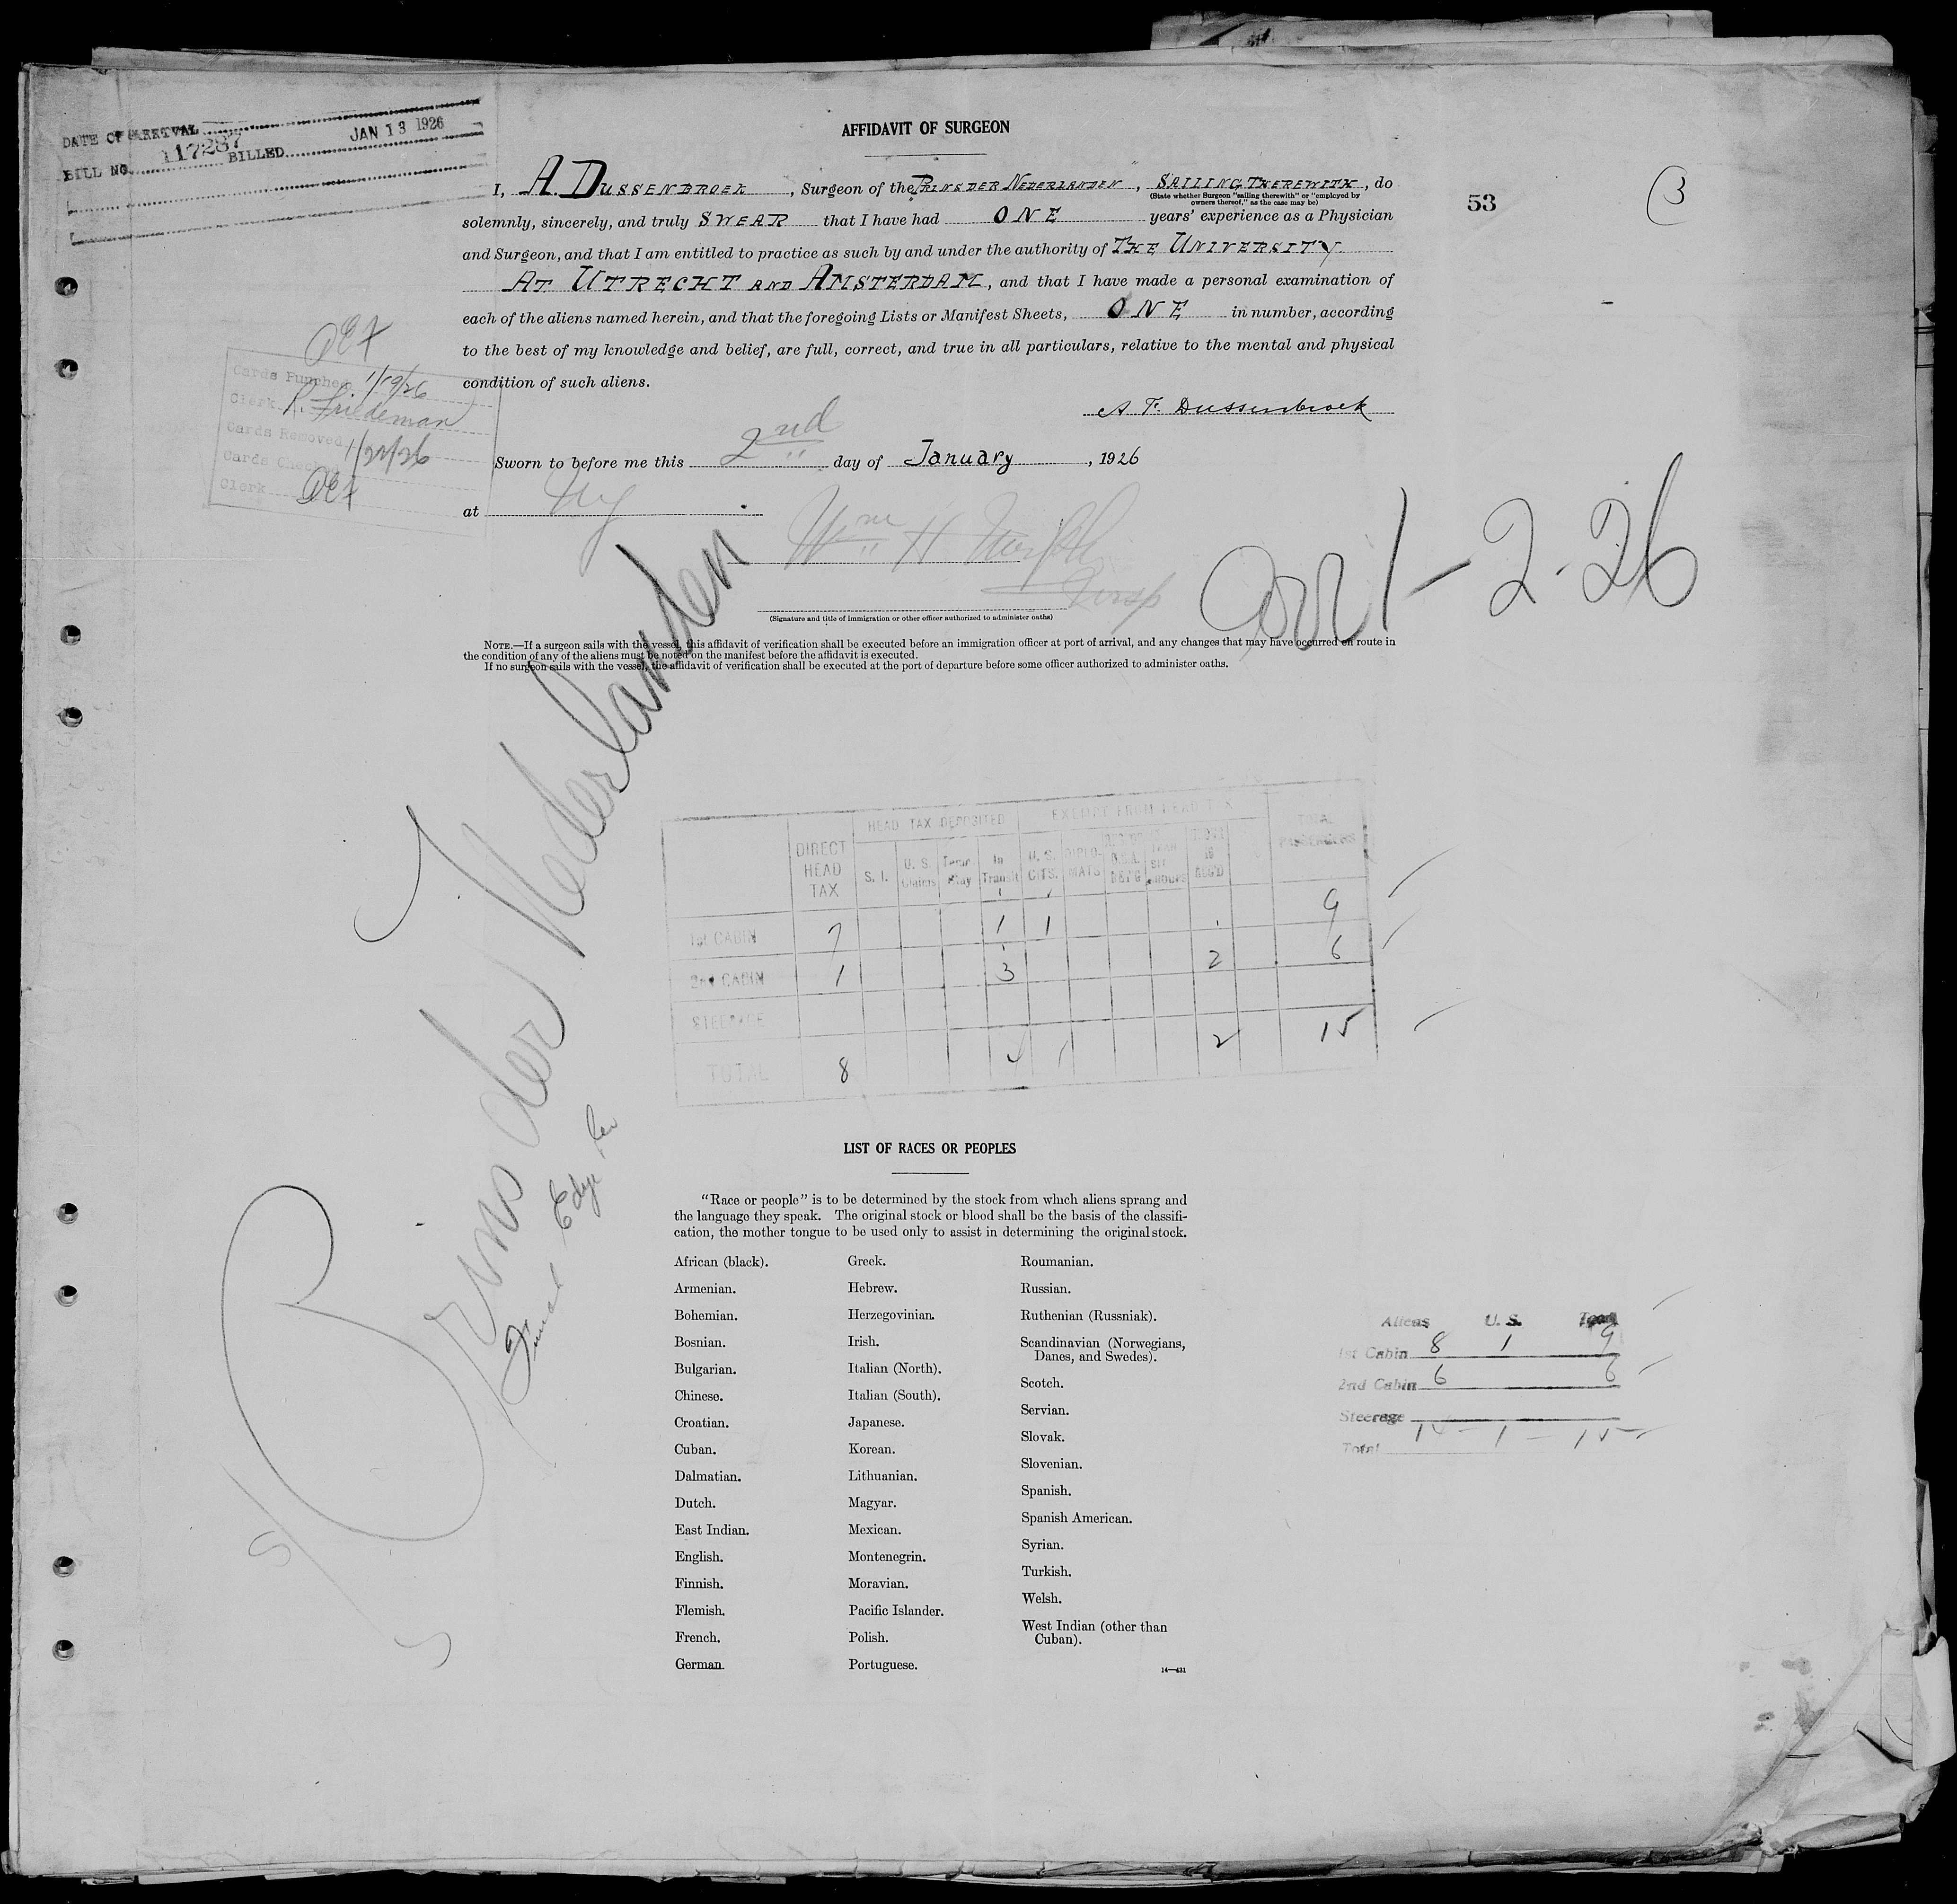 DATE OF ARRIVAL
117287 JAN 13 1926
BILL NO. BILLED
AFFIDAVIT OF SURGEON
I, A. DUSSENBROEK, Surgeon of the "PRINS DER NEDERLANDEN", SAILING THEREWITH, do
(State whether Surgeon "sailing therewith" or "employed by
owners thereof," as the case may be)
53
3
solemnly, sincerely, and truly SWEAR that I have had ONE years' experience as a Physician
and Surgeon, and that I am entitled to practice as such by and under the authority of THE UNIVERSITY
AT UTRECHT AND AMSTERDAM, and that I have made a personal examination of
each of the aliens named herein, and that the foregoing Lists or Manifest Sheets, ONE in number, according
to the best of my knowledge and belief, are full, correct, and true in all particulars, relative to the mental and physical
condition of such aliens.
A. F. Dussenbroek
Cards Punched 1/19/26
Clerk R. Friedeman
Cards Removed
Cards Checked
Clerk
Sworn to before me this 2nd day of January, 1926
at NY
Wm H
Insp
(Signature and title of immigration or other officer authorized to administer oaths)
arr 1-2-26
NOTE.—If a surgeon sails with the vessel, this affidavit of verification shall be executed before an immigration officer at port of arrival, and any changes that may have occurred en route in
the condition of any of the aliens must be noted on the manifest before the affidavit is executed.
If no surgeon sails with the vessel, the affidavit of verification shall be executed at the port of departure before some officer authorized to administer oaths.
Prins der Nederlanden
HEAD TAX DEPOSITED EXEMPT FROM HEAD TAX
DIRECT HEAD TAX S. I. U. S. Claims Temp Stay In Transit U. S. CITS. DIPLO- MATS TOTAL PASSENGERS
1st CABIN 7 1 1 9
2nd CABIN 1 3 2 6
STEERAGE
TOTAL 8 4 1 2 15
LIST OF RACES OR PEOPLES
"Race or people" is to be determined by the stock from which aliens sprang and
the language they speak. The original stock or blood shall be the basis of the classifi-
cation, the mother tongue to be used only to assist in determining the original stock.
African (black).
Armenian.
Bohemian.
Bosnian.
Bulgarian.
Chinese.
Croatian.
Cuban.
Dalmatian.
Dutch.
East Indian.
English.
Finnish.
Flemish.
French.
German.
Greek.
Hebrew.
Herzegovinian.
Irish.
Italian (North).
Italian (South).
Japanese.
Korean.
Lithuanian.
Magyar.
Mexican.
Montenegrin.
Moravian.
Pacific Islander.
Polish.
Portuguese.
Roumanian.
Russian.
Ruthenian (Russniak).
Scandinavian (Norwegians,
Danes, and Swedes).
Scotch.
Servian.
Slovak.
Slovenian.
Spanish.
Spanish American.
Syrian.
Turkish.
Welsh.
West Indian (other than
Cuban).
14—431
Aliens U. S. Total
1st Cabin 8 1 9
2nd Cabin 6 6
Steerage
Total 14 - 1 - 15